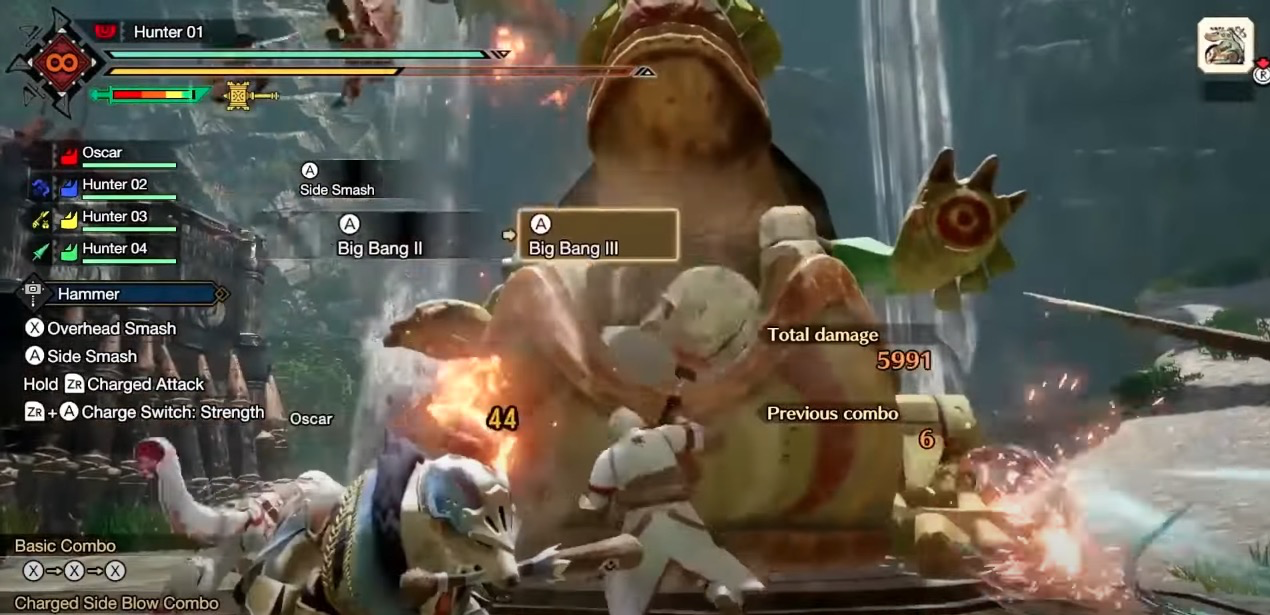 Hunter 01
Oscar
Hunter 02
Hunter 03
Hunter 04
A
Side Smash
A
Big Bang II
A
Big Bang III
Hammer
X Overhead Smash
A Side Smash
Hold ZR Charged Attack
ZR + A Charge Switch: Strength
Oscar
44
Total damage
5991
Previous combo
6
Basic Combo
X→X→X
Charged Side Blow Combo
R